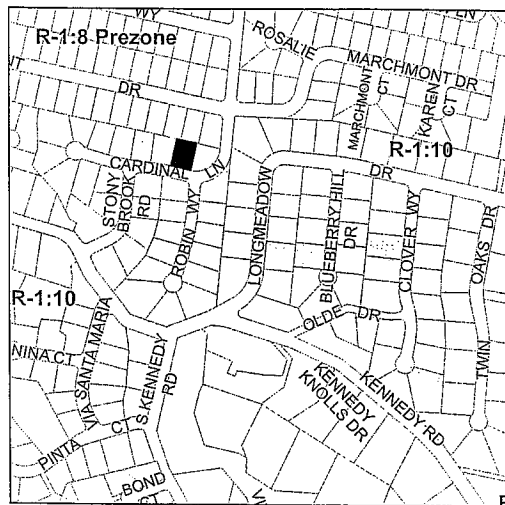 WY
R-1:8 Prezone
ROSALIE
MARCHMONT DR
MARCHMONT
CT
KAREN
CT
DR
R-1:10
CARDINAL LN
DR
STONY
BROOK
RD
ROBIN WY
LONGMEADOW
BLUEBERRY HILL
DR
CLOVER WY
TWIN OAKS DR
R-1:10
VIA SANTA MARIA
OLDE DR
NINA CT
S.KENNEDY
RD
KENNEDY
KNOLLS DR
KENNEDY RD
PINTA CT
BOND
CT